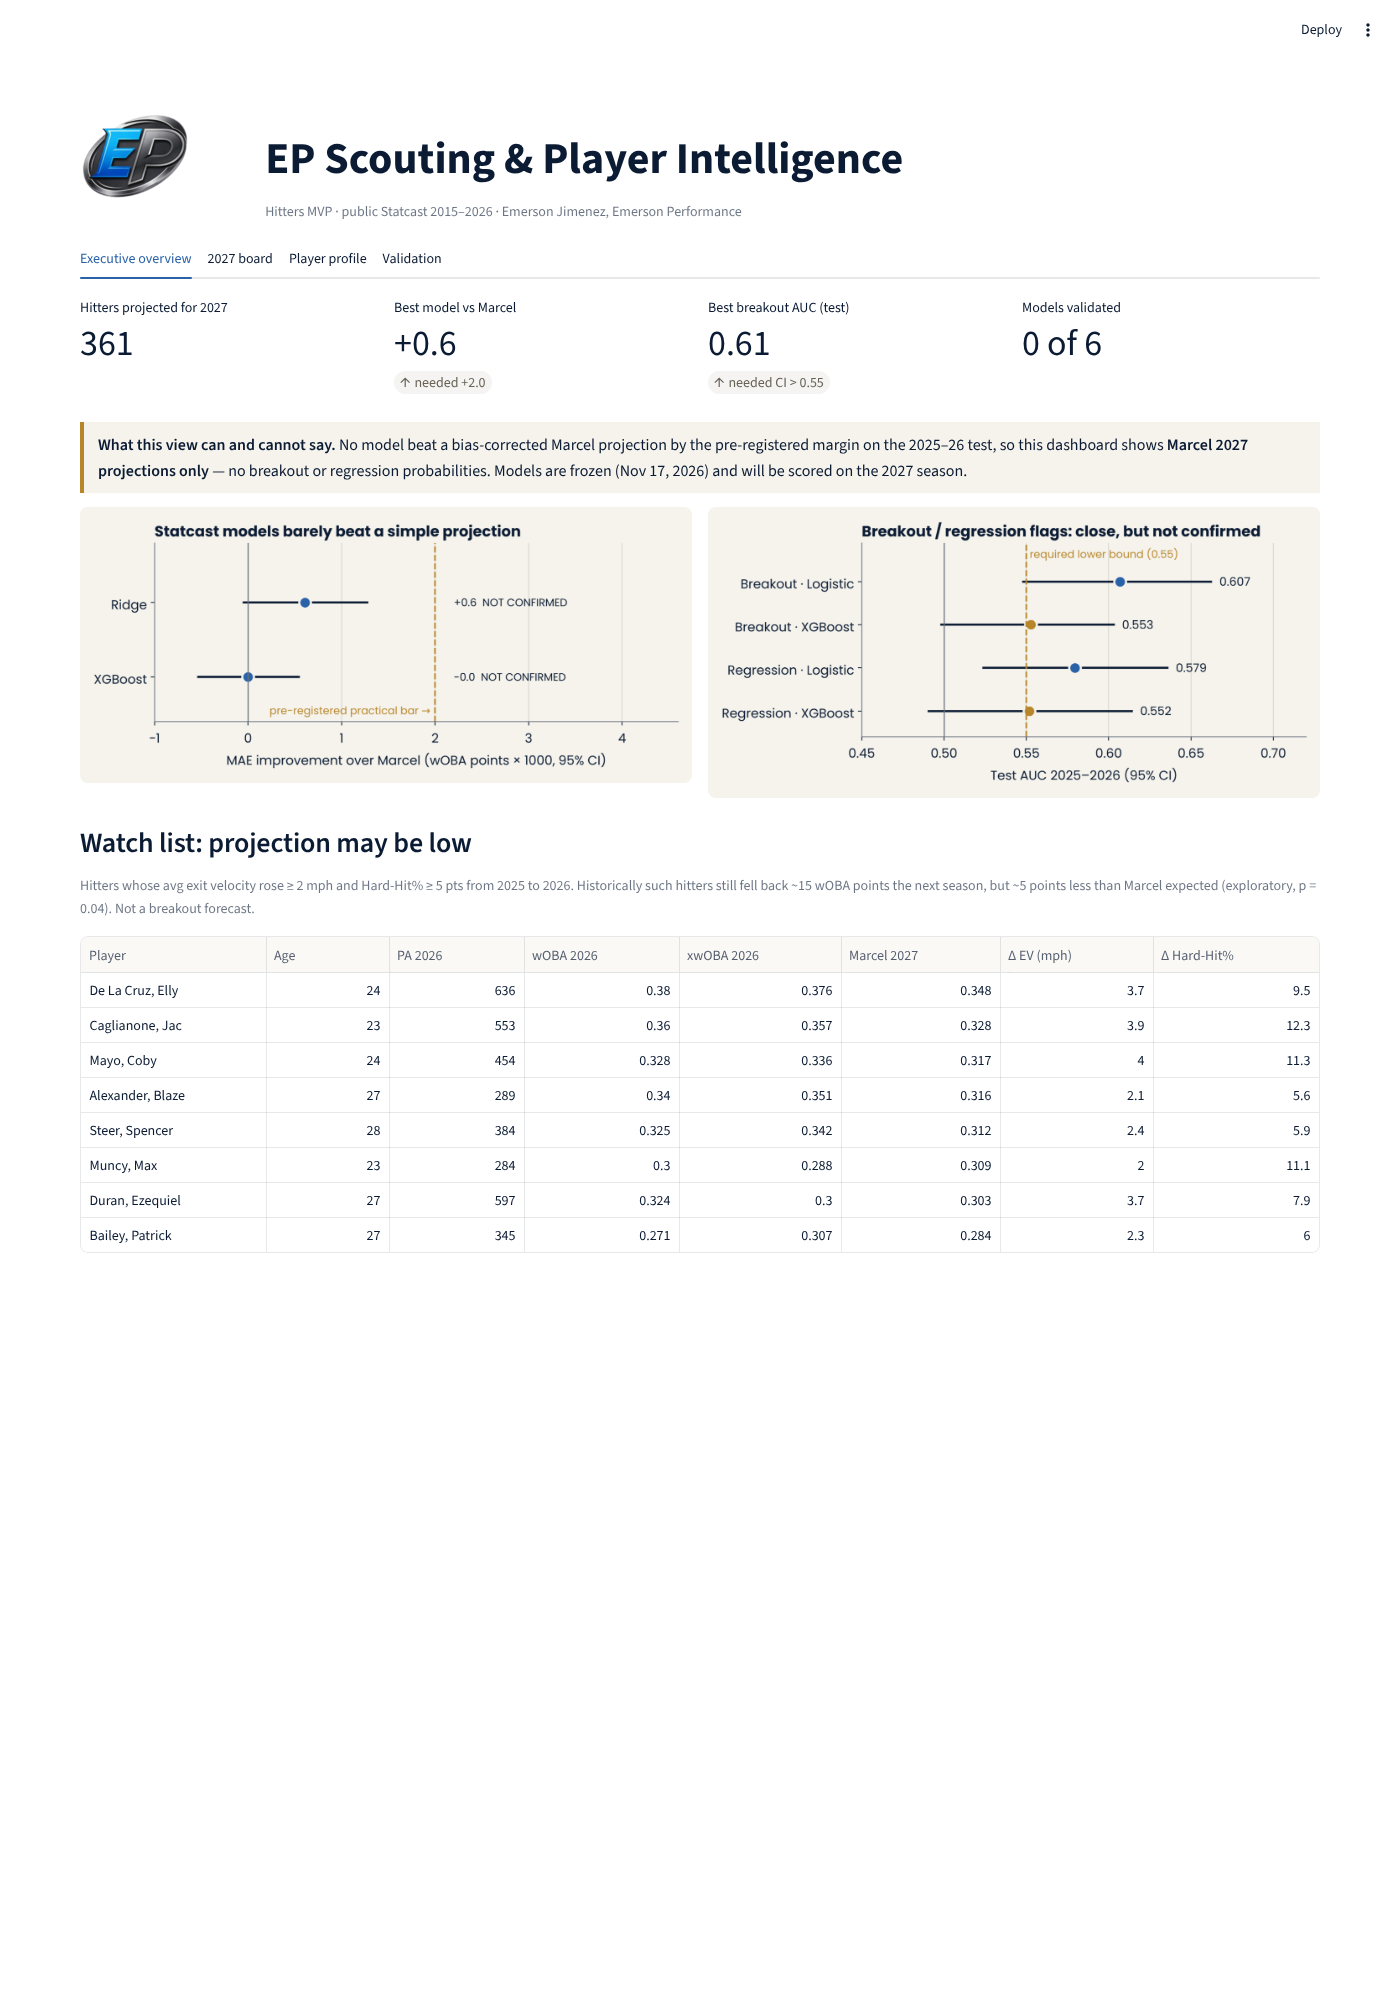 Deploy
EP
EP Scouting & Player Intelligence
Hitters MVP · public Statcast 2015–2026 · Emerson Jimenez, Emerson Performance
Executive overview 2027 board Player profile Validation
Hitters projected for 2027 Best model vs Marcel Best breakout AUC (test) Models validated
361 +0.6 0.61 0 of 6
↑ needed +2.0 ↑ needed CI > 0.55
What this view can and cannot say. No model beat a bias-corrected Marcel projection by the pre-registered margin on the 2025–26 test, so this dashboard shows Marcel 2027
projections only — no breakout or regression probabilities. Models are frozen (Nov 17, 2026) and will be scored on the 2027 season.
Statcast models barely beat a simple projection
Ridge
+0.6 NOT CONFIRMED
XGBoost
−0.0 NOT CONFIRMED
pre-registered practical bar →
−1 0 1 2 3 4
MAE improvement over Marcel (wOBA points × 1000, 95% CI)
Breakout / regression flags: close, but not confirmed
required lower bound (0.55)
Breakout · Logistic 0.607
Breakout · XGBoost 0.553
Regression · Logistic 0.579
Regression · XGBoost 0.552
0.45 0.50 0.55 0.60 0.65 0.70
Test AUC 2025–2026 (95% CI)
Watch list: projection may be low
Hitters whose avg exit velocity rose ≥ 2 mph and Hard-Hit% ≥ 5 pts from 2025 to 2026. Historically such hitters still fell back ~15 wOBA points the next season, but ~5 points less than Marcel expected (exploratory, p =
0.04). Not a breakout forecast.
Player Age PA 2026 wOBA 2026 xwOBA 2026 Marcel 2027 Δ EV (mph) Δ Hard-Hit%
De La Cruz, Elly 24 636 0.38 0.376 0.348 3.7 9.5
Caglianone, Jac 23 553 0.36 0.357 0.328 3.9 12.3
Mayo, Coby 24 454 0.328 0.336 0.317 4 11.3
Alexander, Blaze 27 289 0.34 0.351 0.316 2.1 5.6
Steer, Spencer 28 384 0.325 0.342 0.312 2.4 5.9
Muncy, Max 23 284 0.3 0.288 0.309 2 11.1
Duran, Ezequiel 27 597 0.324 0.3 0.303 3.7 7.9
Bailey, Patrick 27 345 0.271 0.307 0.284 2.3 6